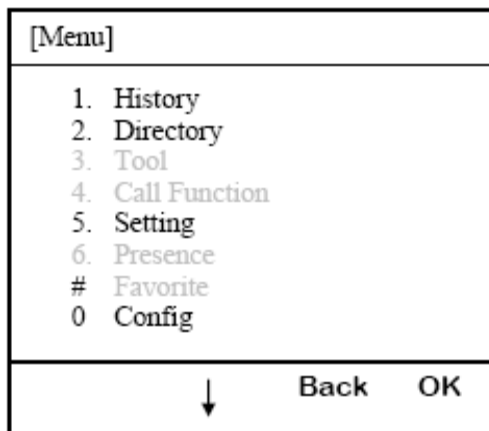 [Menu]
1. History
2. Directory
3. Tool
4. Call Function
5. Setting
6. Presence
# Favorite
0 Config
↓ Back OK